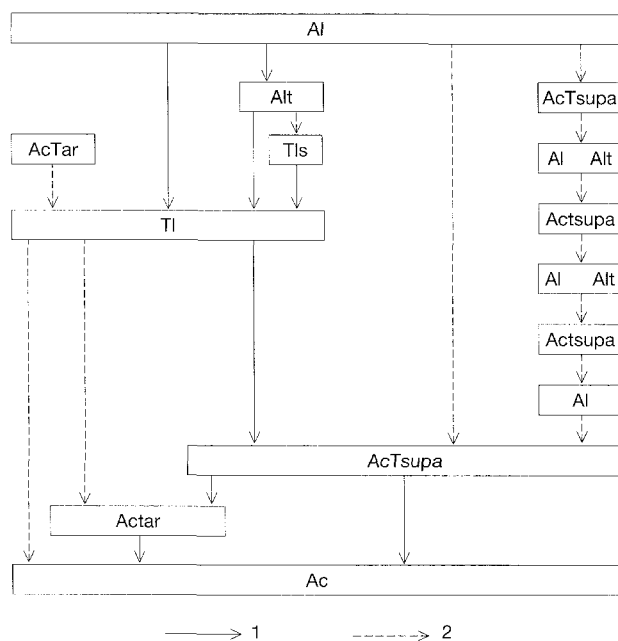 Al
Alt
AcTsupa
AcTar
Tls
Al Alt
Tl
Actsupa
Al Alt
Actsupa
Al
AcTsupa
Actar
Ac
1 2